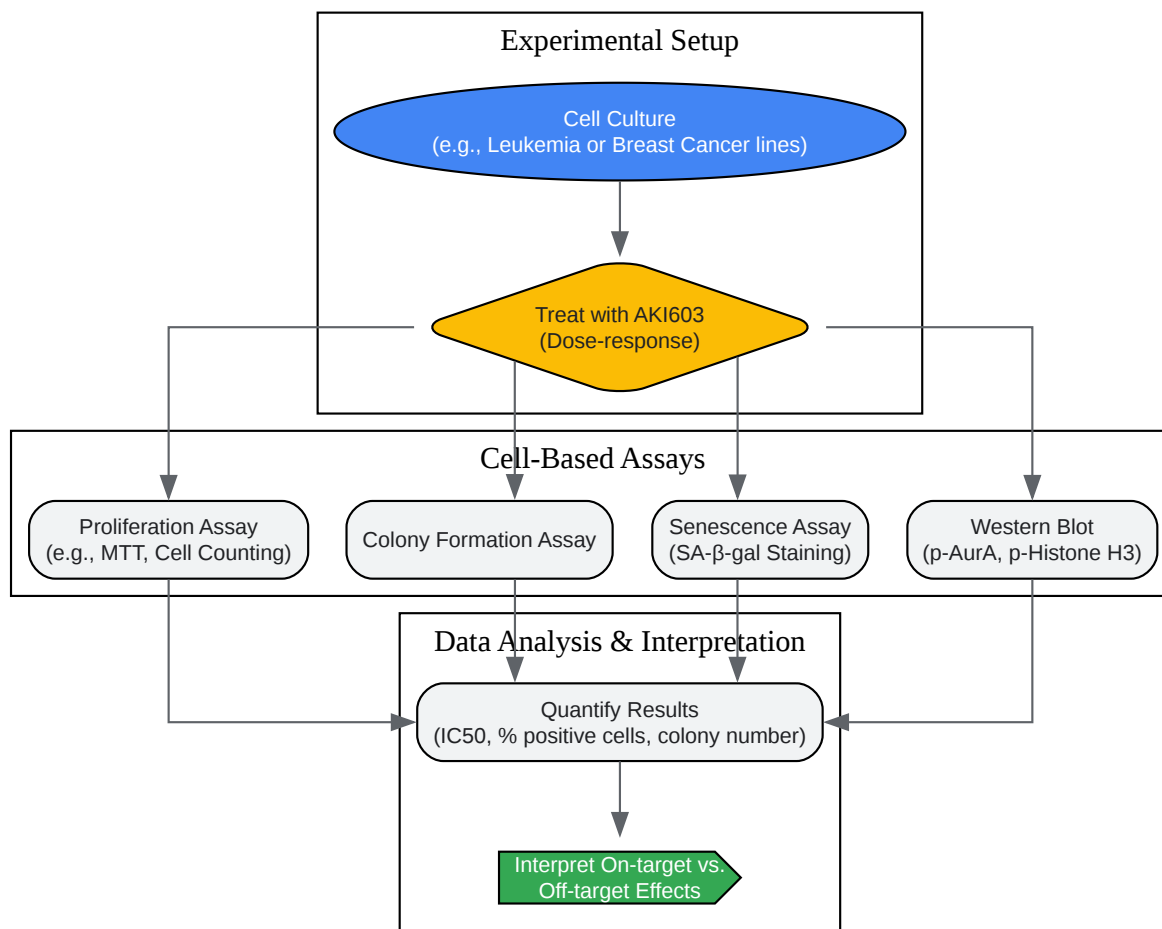 Experimental Setup
Cell Culture
(e.g., Leukemia or Breast Cancer lines)
Treat with AKI603
(Dose-response)
Cell-Based Assays
Proliferation Assay
(e.g., MTT, Cell Counting)
Colony Formation Assay
Senescence Assay
(SA-β-gal Staining)
Western Blot
(p-AurA, p-Histone H3)
Data Analysis & Interpretation
Quantify Results
(IC50, % positive cells, colony number)
Interpret On-target vs.
Off-target Effects